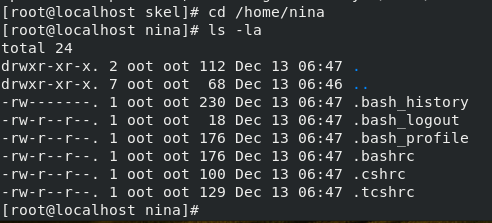 [root@localhost skel]# cd /home/nina
[root@localhost nina]# ls -la
total 24
drwxr-xr-x. 2 oot oot 112 Dec 13 06:47 .
drwxr-xr-x. 7 oot oot  68 Dec 13 06:46 ..
-rw-------. 1 oot oot 230 Dec 13 06:47 .bash_history
-rw-r--r--. 1 oot oot  18 Dec 13 06:47 .bash_logout
-rw-r--r--. 1 oot oot 176 Dec 13 06:47 .bash_profile
-rw-r--r--. 1 oot oot 176 Dec 13 06:47 .bashrc
-rw-r--r--. 1 oot oot 100 Dec 13 06:47 .cshrc
-rw-r--r--. 1 oot oot 129 Dec 13 06:47 .tcshrc
[root@localhost nina]#